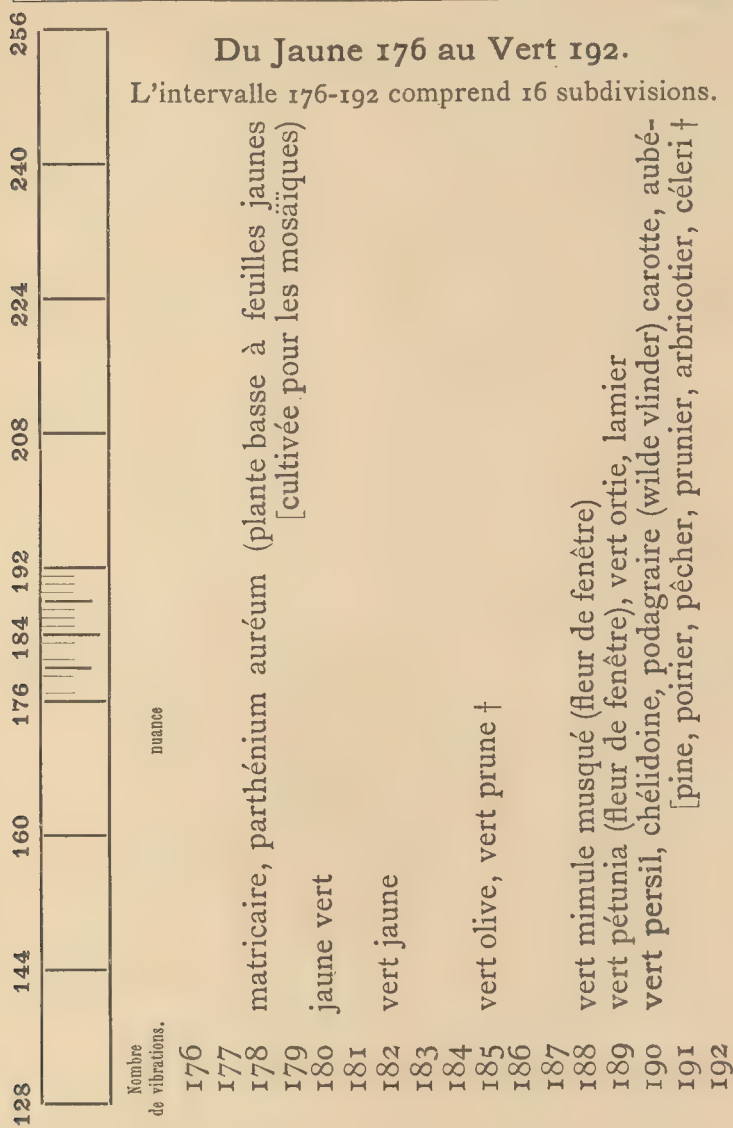 256
240
224
208
192
184
176
160
144
128
Du Jaune 176 au Vert 192.
L'intervalle 176-192 comprend 16 subdivisions.
Nombre
de vibrations.
nuance
176
177
178 matricaire, parthénium auréum (plante basse à feuilles jaunes
[cultivée pour les mosaïques)
179
180 jaune vert
181
182 vert jaune
183
184
185 vert olive, vert prune †
186
187
188 vert mimule musqué (fleur de fenêtre)
189 vert pétunia (fleur de fenêtre), vert ortie, lamier
190 vert persil, chélidoine, podagraire (wilde vlinder) carotte, aubé-
[pine, poirier, pêcher, prunier, arbricotier, céleri †
191
192